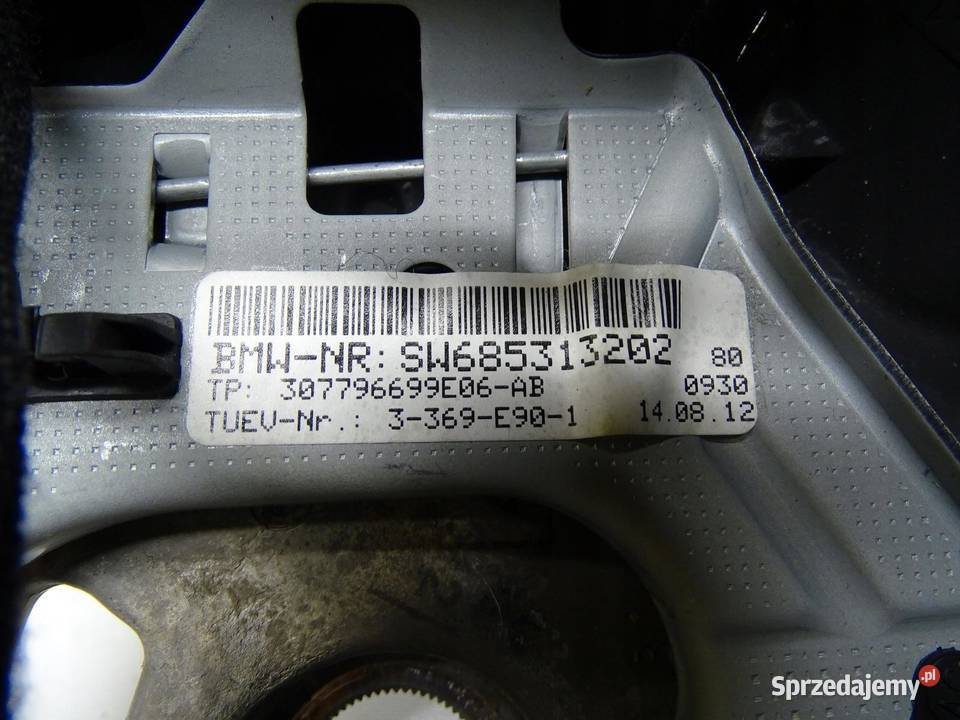 BMW-NR: SW685313202 80
TP: 307796699E06-AB 0930
TUEV-Nr.: 3-369-E90-1 14.08.12
Sprzedajemy .pl